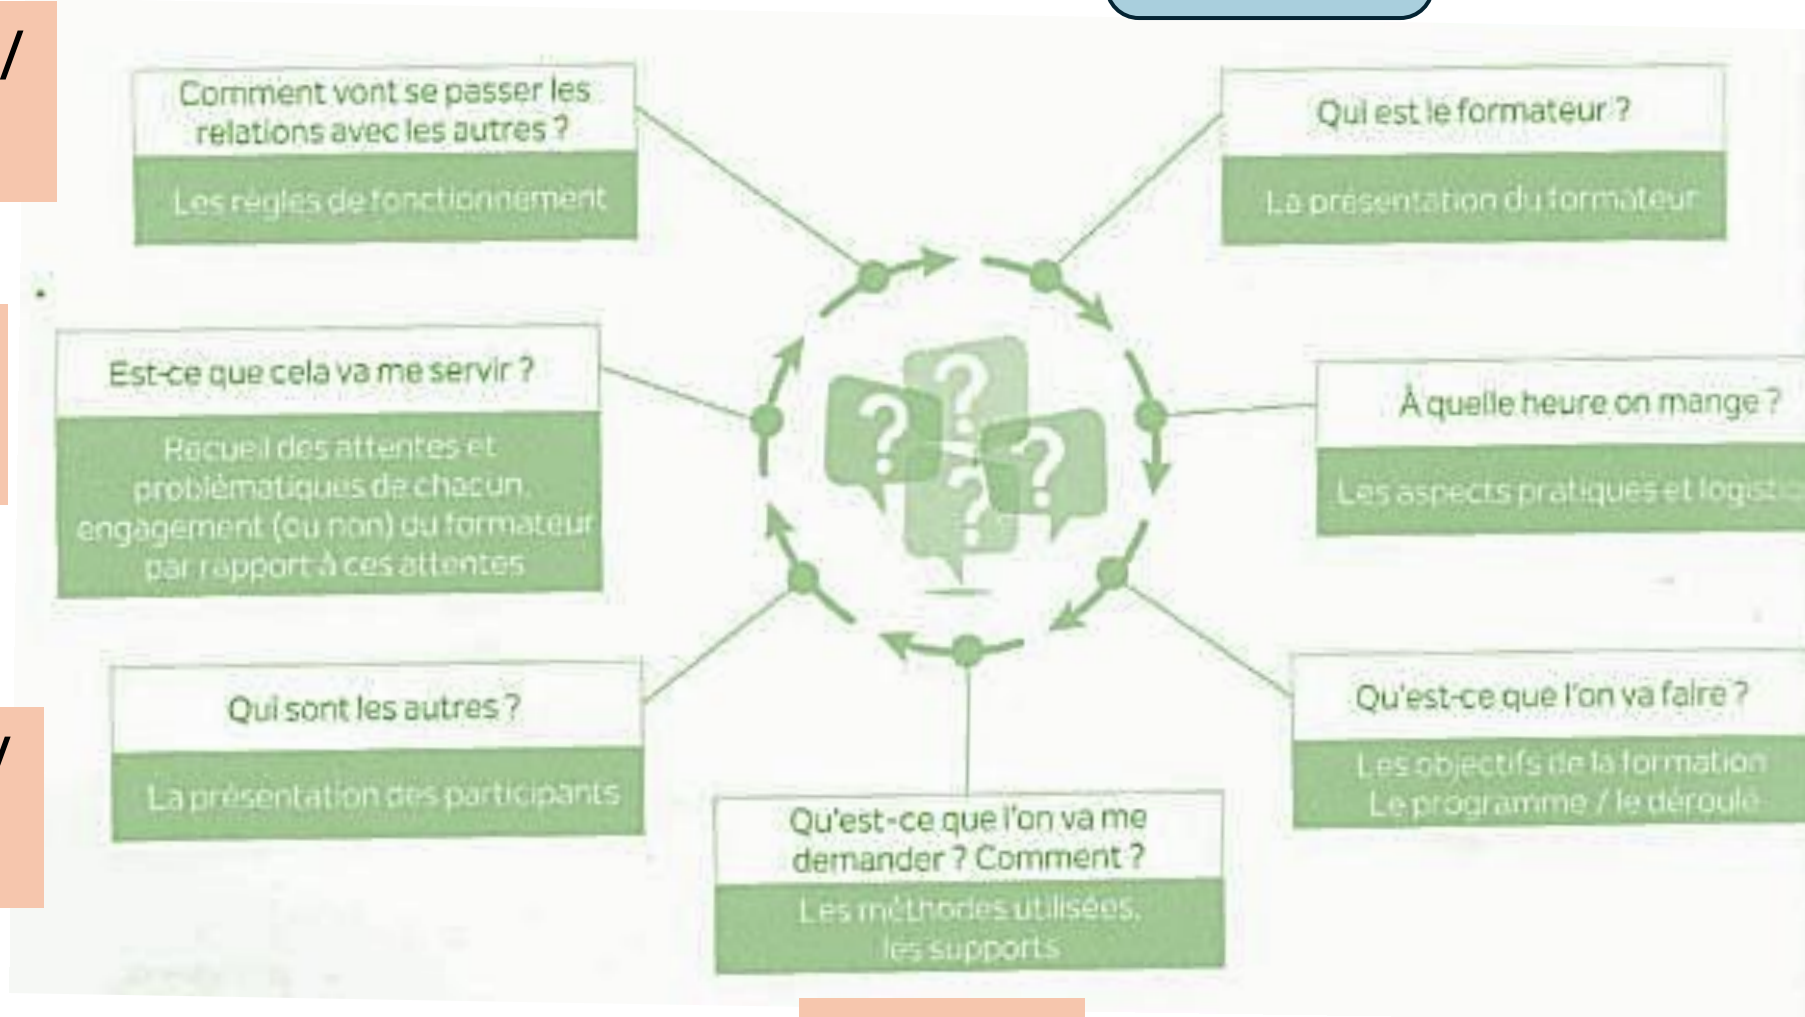 /
Comment vont se passer les
relations avec les autres ?
Les règles de fonctionnement
Qui est le formateur ?
La présentation du formateur
À quelle heure on mange ?
Les aspects pratiques et
Qu'est-ce que l'on va faire ?
Les objectifs de la formation
Le programme / le déroulé
Qu'est-ce que l'on va me
demander ? Comment ?
Les méthodes utilisées,
les supports
Qui sont les autres ?
La présentation des participants
Est-ce que cela va me servir ?
Recueil des attentes et
problématiques de chacun,
engagement (ou non) du formateur
par rapport à ces attentes
/